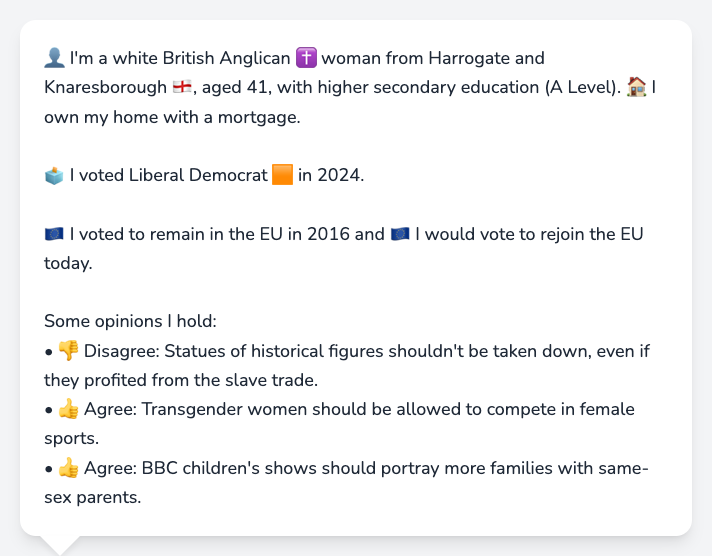 👤 I'm a white British Anglican ✝️ woman from Harrogate and
Knaresborough 🏴󠁧󠁢󠁥󠁮󠁧󠁿, aged 41, with higher secondary education (A Level). 🏠 I
own my home with a mortgage.
🗳️ I voted Liberal Democrat 🟧 in 2024.
🇪🇺 I voted to remain in the EU in 2016 and 🇪🇺 I would vote to rejoin the EU
today.
Some opinions I hold:
• 👎 Disagree: Statues of historical figures shouldn't be taken down, even if
they profited from the slave trade.
• 👍 Agree: Transgender women should be allowed to compete in female
sports.
• 👍 Agree: BBC children's shows should portray more families with same-
sex parents.